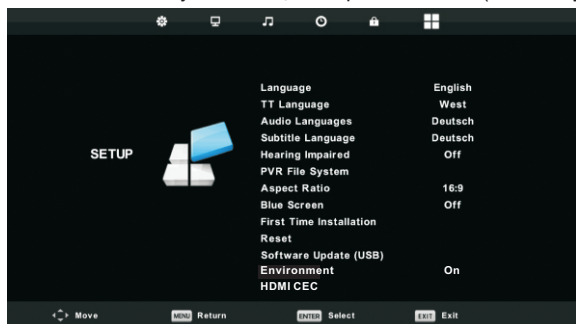 SETUP
Language English
TT Language West
Audio Languages Deutsch
Subtitle Language Deutsch
Hearing Impaired Off
PVR File System
Aspect Ratio 16:9
Blue Screen Off
First Time Installation
Reset
Software Update (USB)
Environment On
HDMI CEC
Move MENU Return ENTER Select EXIT Exit